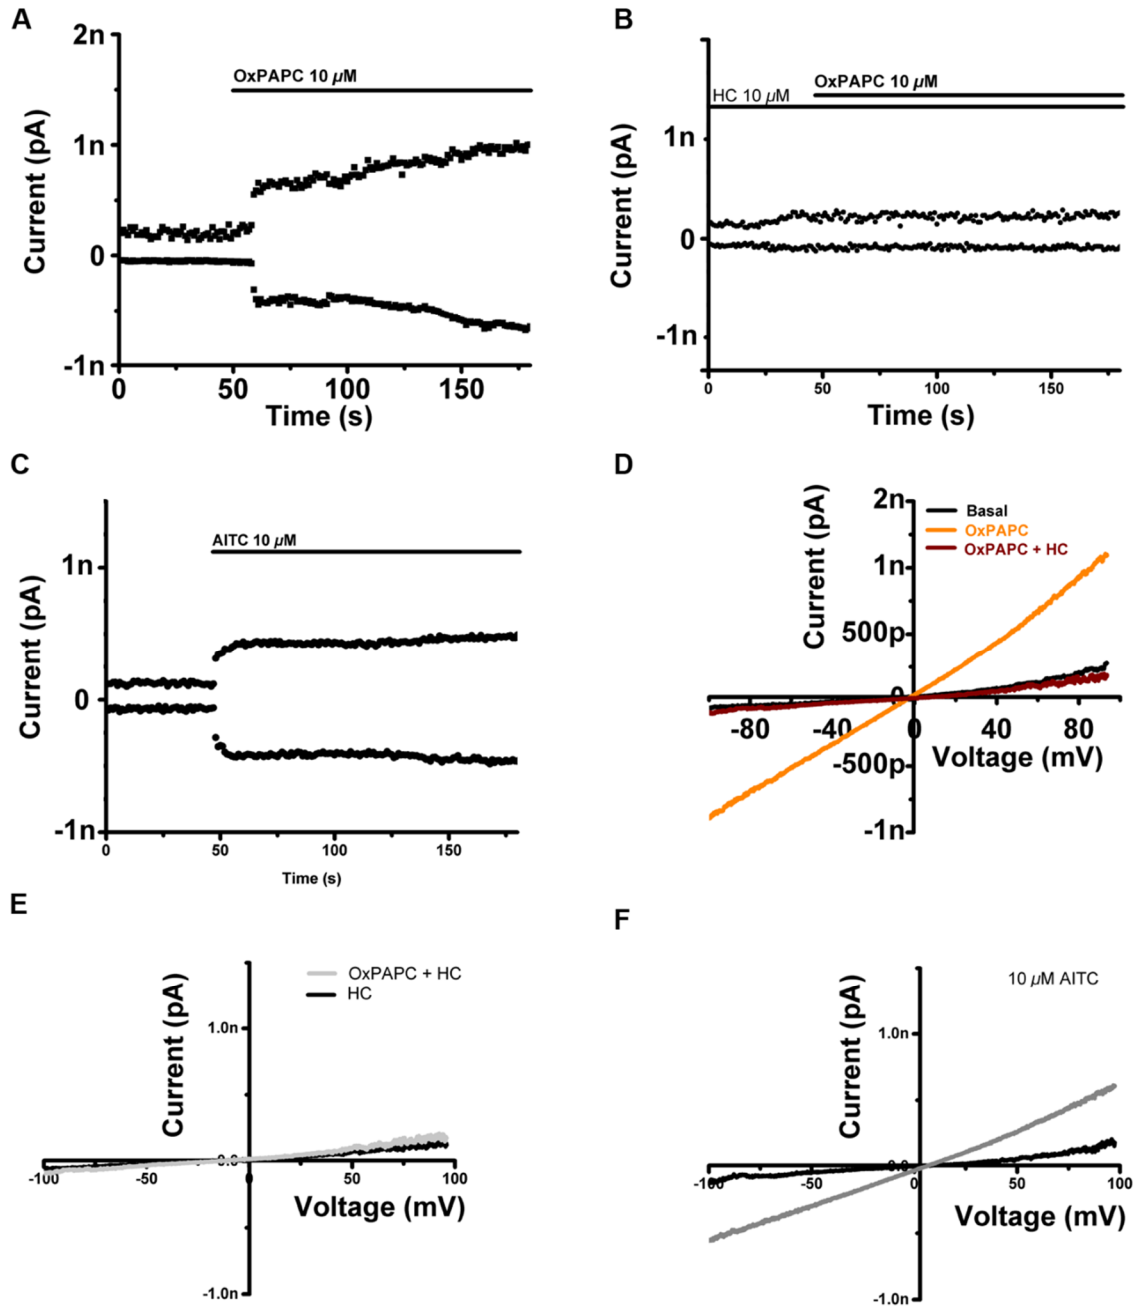 A
2n
1n
0
-1n
Current (pA)
OxPAPC 10 µM
0 50 100 150
Time (s)
B
1n
0
-1n
Current (pA)
OxPAPC 10 µM
HC 10 µM
0 50 100 150
Time (s)
C
1n
0
-1n
Current (pA)
AITC 10 µM
0 50 100 150
Time (s)
D
Current (pA)
2n
1n
500p
0
-500p
-1n
Basal
OxPAPC
OxPAPC + HC
-80 -40 0 40 80
Voltage (mV)
E
Current (pA)
1.0n
0.0
-1.0n
OxPAPC + HC
HC
-100 -50 0 50 100
Voltage (mV)
F
10 µM AITC
Current (pA)
1.0n
0.0
-1.0n
-100 -50 0 50 100
Voltage (mV)